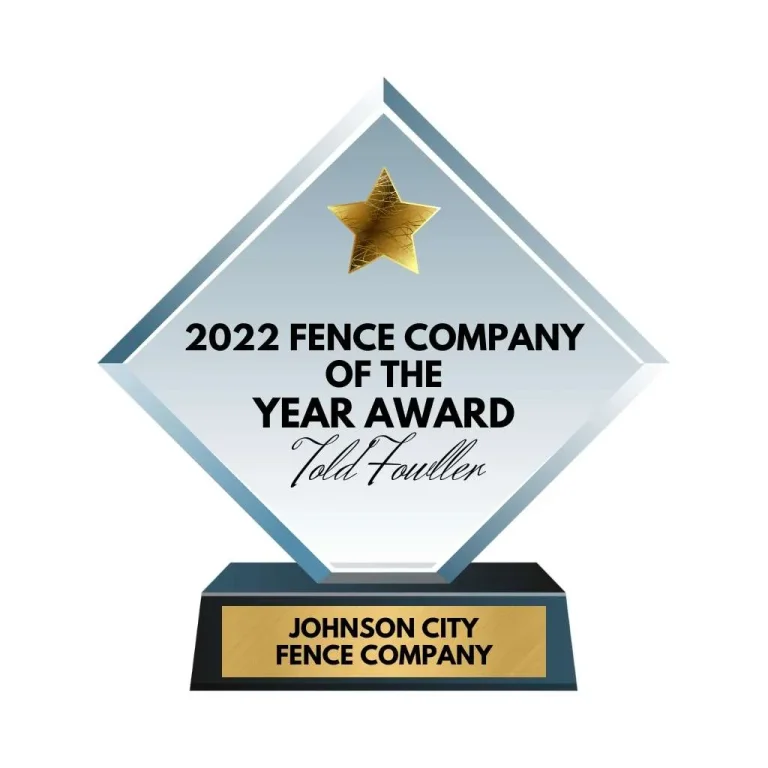 2022 FENCE COMPANY
OF THE
YEAR AWARD
Told Fowller
JOHNSON CITY
FENCE COMPANY